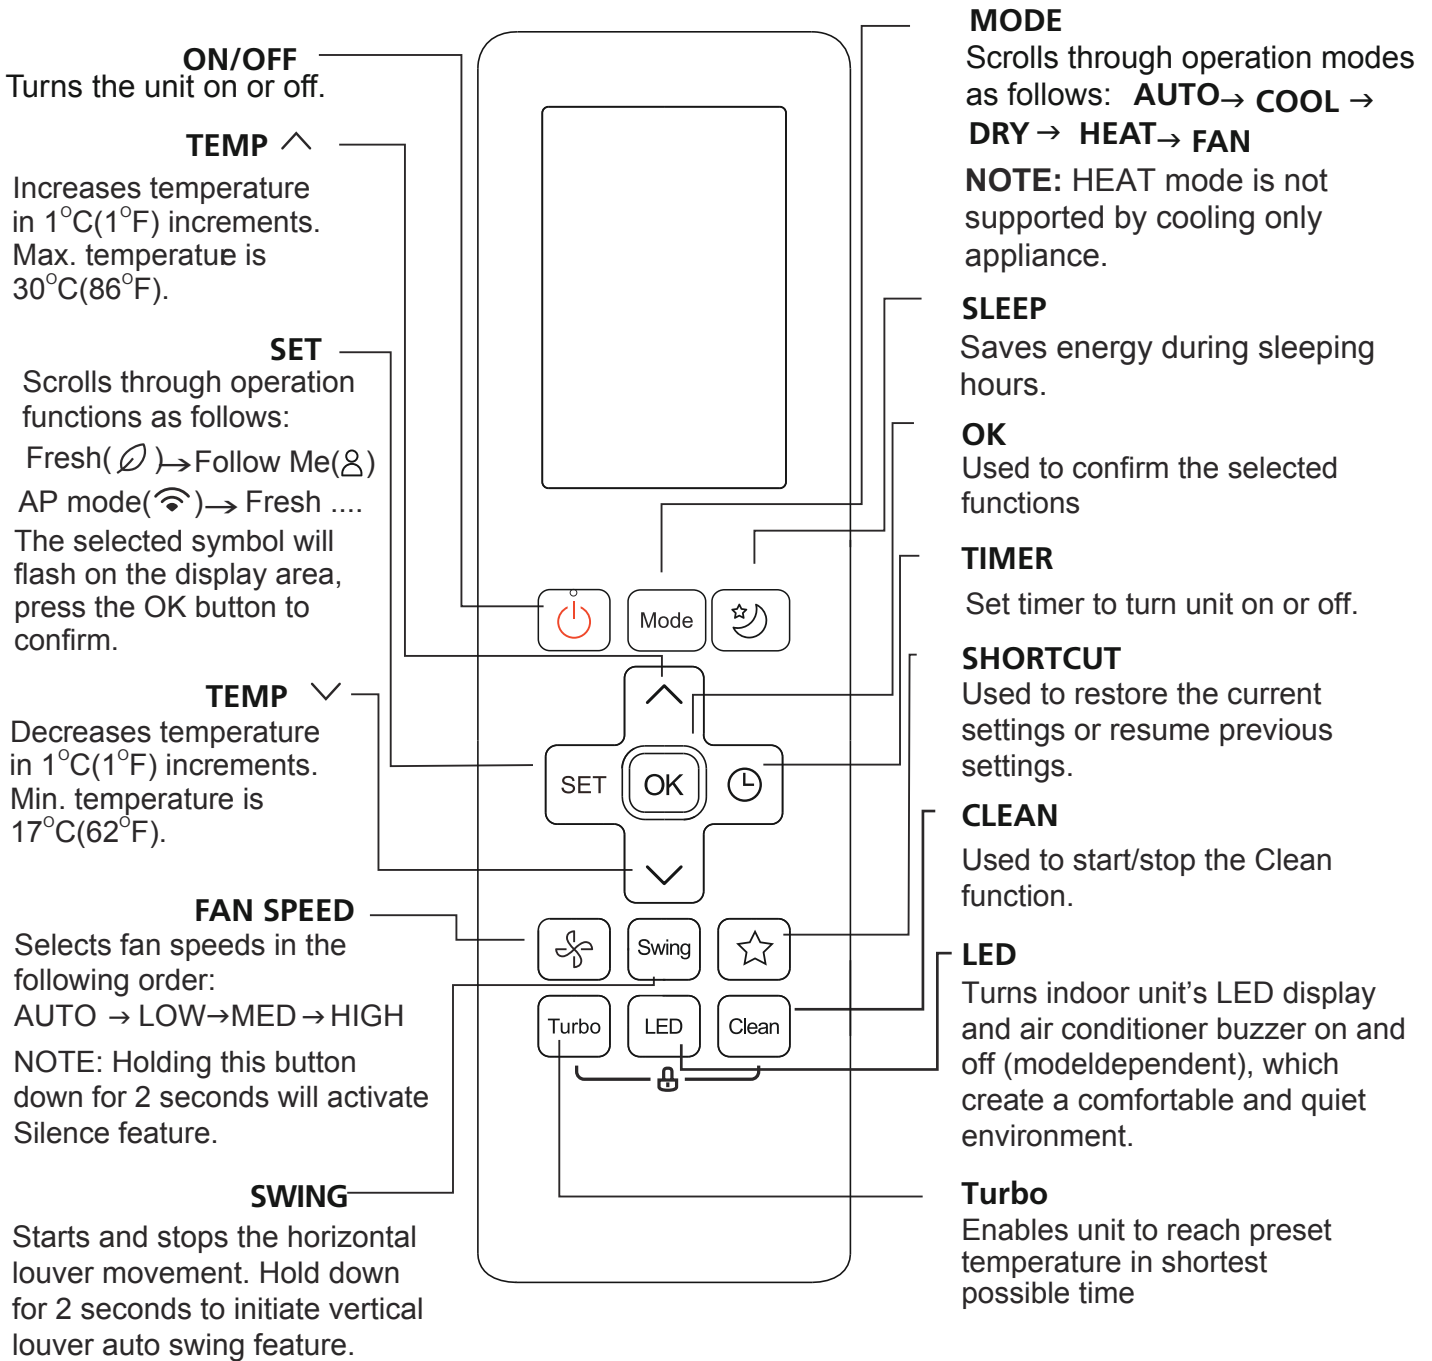 ON/OFF
Turns the unit on or off.
TEMP
Increases temperature
in 1°C(1°F) increments.
Max. temperature is
30°C(86°F).
SET
Scrolls through operation
functions as follows:
Fresh( )→Follow Me( )
AP mode( )→ Fresh ....
The selected symbol will
flash on the display area,
press the OK button to
confirm.
TEMP
Decreases temperature
in 1°C(1°F) increments.
Min. temperature is
17°C(62°F).
FAN SPEED
Selects fan speeds in the
following order:
AUTO → LOW→MED→HIGH
NOTE: Holding this button
down for 2 seconds will activate
Silence feature.
SWING
Starts and stops the horizontal
louver movement. Hold down
for 2 seconds to initiate vertical
louver auto swing feature.
Mode
SET
OK
Swing
Turbo
LED
Clean
MODE
Scrolls through operation modes
as follows: AUTO→ COOL →
DRY → HEAT→ FAN
NOTE: HEAT mode is not
supported by cooling only
appliance.
SLEEP
Saves energy during sleeping
hours.
OK
Used to confirm the selected
functions
TIMER
Set timer to turn unit on or off.
SHORTCUT
Used to restore the current
settings or resume previous
settings.
CLEAN
Used to start/stop the Clean
function.
LED
Turns indoor unit's LED display
and air conditioner buzzer on and
off (modeldependent), which
create a comfortable and quiet
environment.
Turbo
Enables unit to reach preset
temperature in shortest
possible time